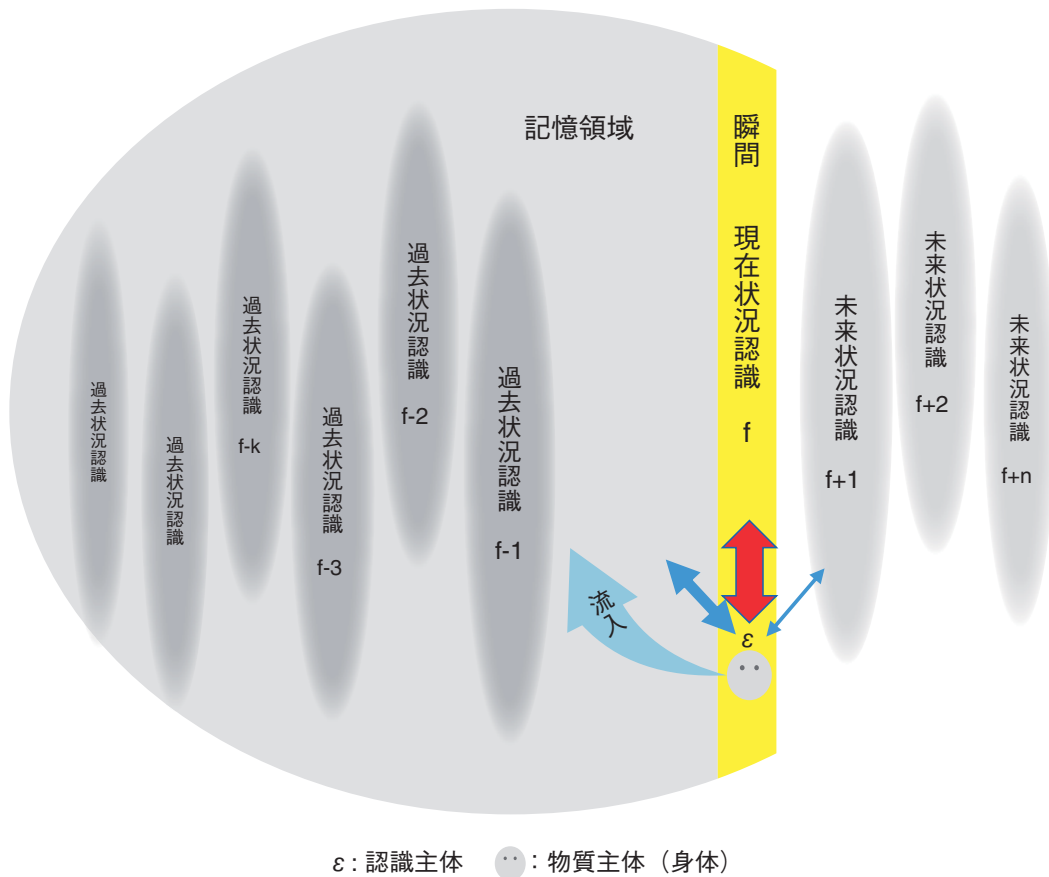 記憶領域
瞬間
現在状況認識
f
過去状況認識
過去状況認識
過去状況認識
f-k
過去状況認識
f-3
過去状況認識
f-2
過去状況認識
f-1
未来状況認識
f+1
未来状況認識
f+2
未来状況認識
f+n
流入
ε
ε : 認識主体 : 物質主体（身体）